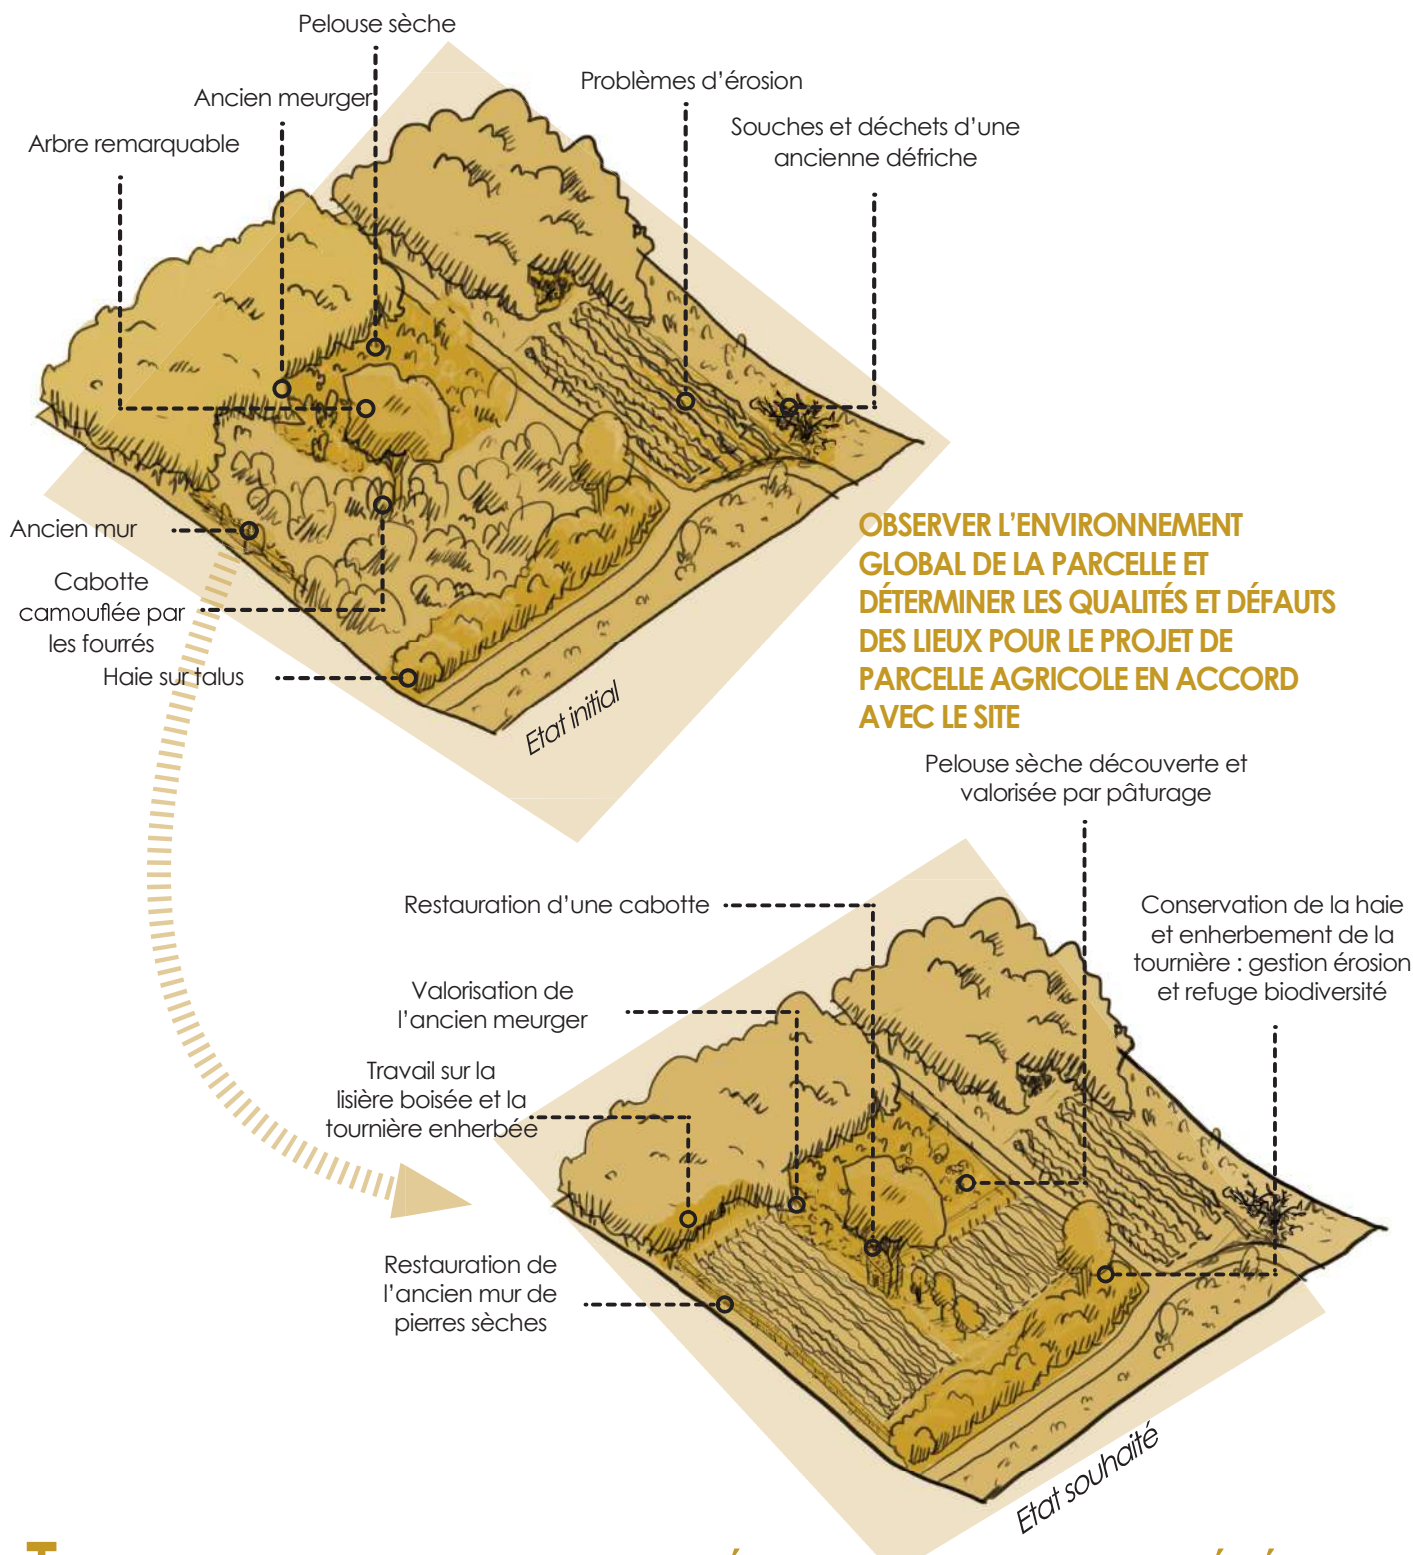 Pelouse sèche
Ancien meurger
Problèmes d'érosion
Arbre remarquable
Souches et déchets d'une
ancienne défriche
Ancien mur
Cabotte
camouflée par
les fourrés
Haie sur talus
Etat initial
OBSERVER L'ENVIRONNEMENT
GLOBAL DE LA PARCELLE ET
DÉTERMINER LES QUALITÉS ET DÉFAUTS
DES LIEUX POUR LE PROJET DE
PARCELLE AGRICOLE EN ACCORD
AVEC LE SITE
Pelouse sèche découverte et
valorisée par pâturage
Restauration d'une cabotte
Conservation de la haie
et enherbement de la
tournière : gestion érosion
et refuge biodiversité
Valorisation de
l'ancien meurger
Travail sur la
lisière boisée et la
tournière enherbée
Restauration de
l'ancien mur de
pierres sèches
Etat souhaité